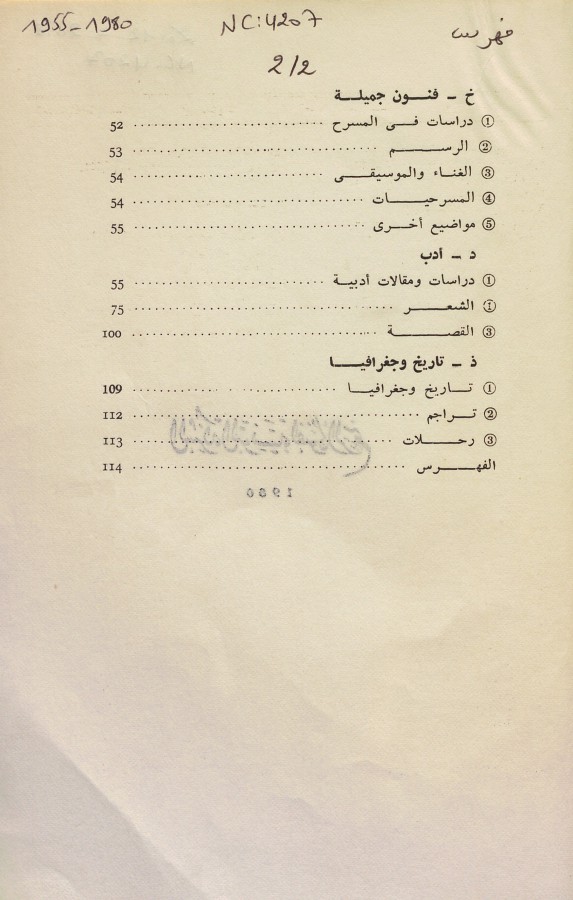 1955-1980
NC:4207
فهرس
2/2
خ - فنون جميلة
① دراسات في المسرح ........ 52
② الرسم ........ 53
③ الغناء والموسيقى ........ 54
④ المسرحيات ........ 54
⑤ مواضيع أخرى ........ 55
د - أدب
① دراسات ومقالات أدبية ........ 55
② الشعر ........ 75
③ القصة ........ 100
ذ - تاريخ وجغرافيا
① تاريخ وجغرافيا ........ 109
② تراجم ........ 112
③ رحلات ........ 113
الفهرس ........ 114